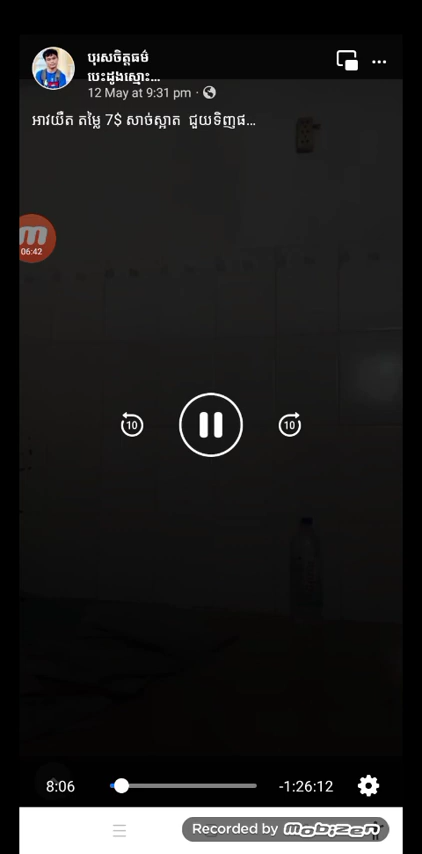 បុរសចិត្តធម៌
បេះដូងស្មោះ...
12 May at 9:31 pm ·
អាវយឺត តម្លៃ 7$ សាច់ស្អាត ជួយទិញផ...
m
06:42
10
10
8:06
-1:26:12
Recorded by MOBIZEN